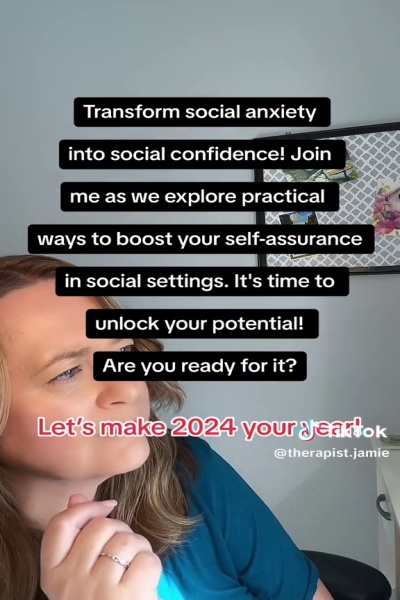 Transform social anxiety
into social confidence! Join
me as we explore practical
ways to boost your self-assurance
in social settings. It's time to
unlock your potential!
Are you ready for it?
Let's make 2024 your year!
TikTok
@therapist.jamie